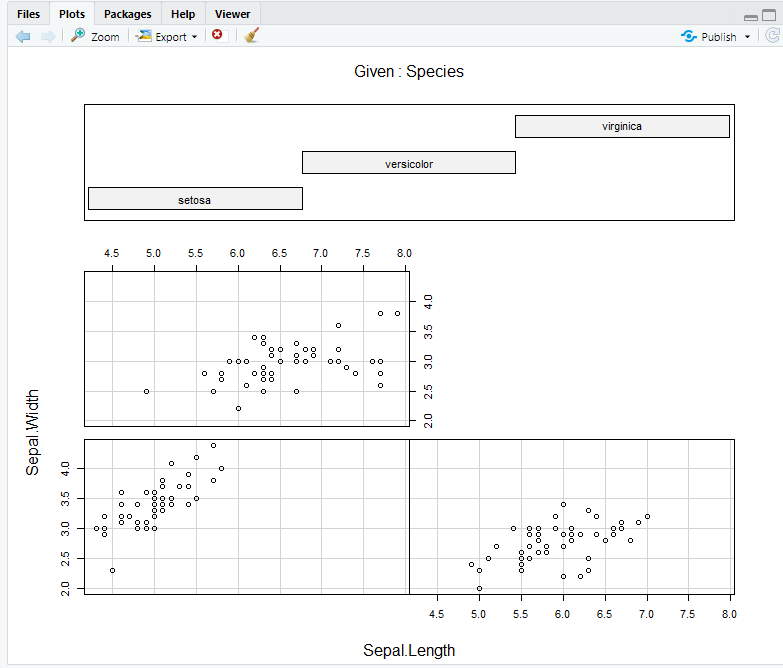 Files Plots Packages Help Viewer
Zoom Export Publish
Given : Species
virginica
versicolor
setosa
4.5 5.0 5.5 6.0 6.5 7.0 7.5 8.0
4.0
3.5
3.0
2.5
2.0
Sepal.Width
4.0
3.5
3.0
2.5
2.0
4.5 5.0 5.5 6.0 6.5 7.0 7.5 8.0
Sepal.Length